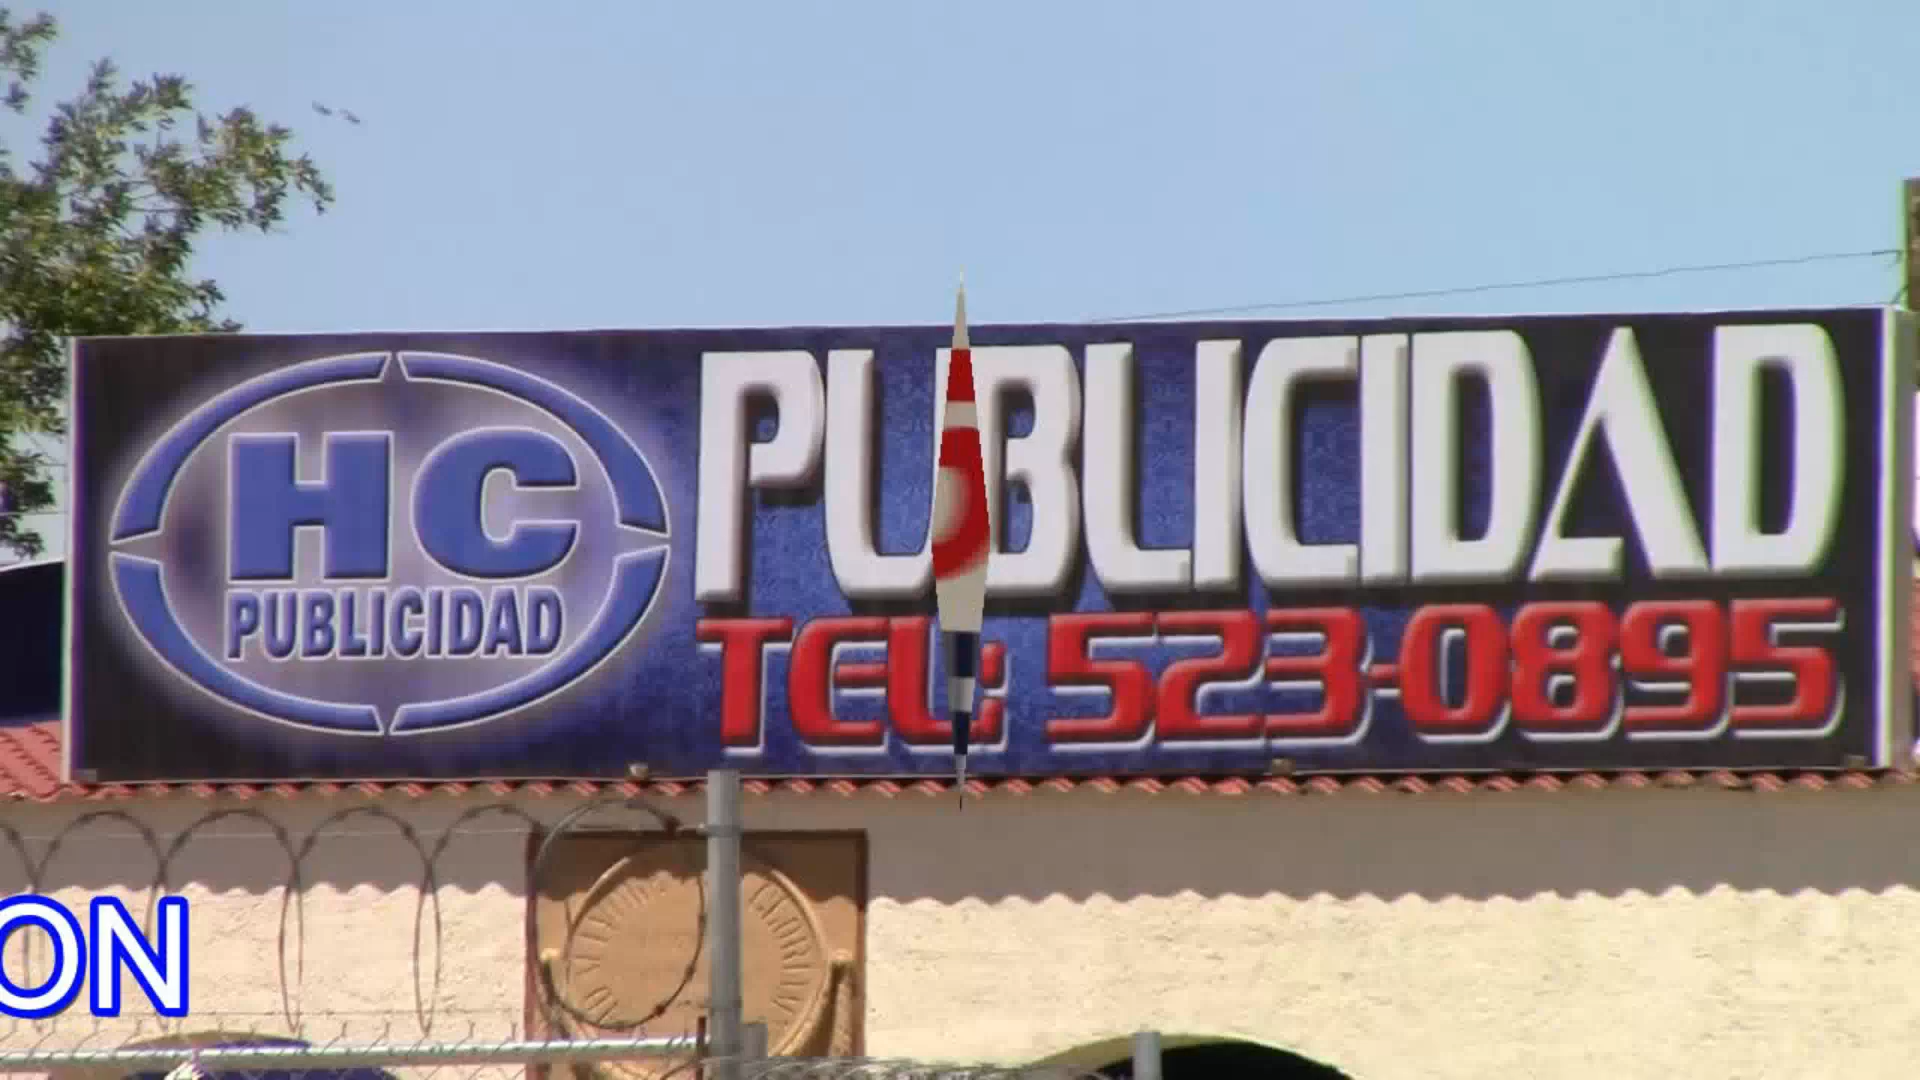 HC
PUBLICIDAD
PUBLICIDAD
TEL: 523-0895
ON